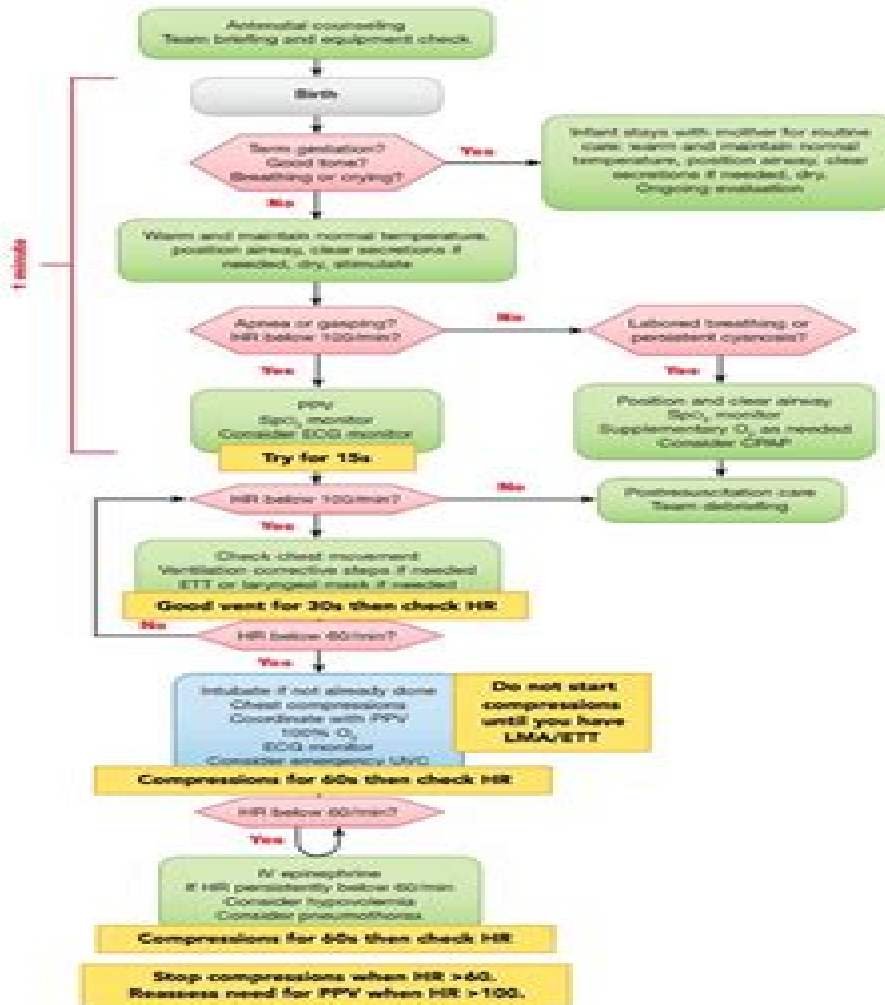 Antenatal counseling
Team briefing and equipment check
Birth
Term gestation?
Good tone?
Breathing or crying?
Yes
Infant stays with mother for routine
care: warm and maintain normal
temperature, position airway, clear
secretions if needed, dry.
Ongoing evaluation
No
1 minute
Warm and maintain normal temperature,
position airway, clear secretions if
needed, dry, stimulate
Apnea or gasping?
HR below 100/min?
No
Labored breathing or
persistent cyanosis?
Yes
Yes
PPV
SpO₂ monitor
Consider ECG monitor
Try for 15s
Position and clear airway
SpO₂ monitor
Supplementary O₂ as needed
Consider CPAP
HR below 100/min?
No
Postresuscitation care
Team debriefing
Yes
Check chest movement
Ventilation corrective steps if needed
ETT or laryngeal mask if needed
Good vent for 30s then check HR
No
HR below 60/min?
Yes
Intubate if not already done
Chest compressions
Coordinate with PPV
100% O₂
ECG monitor
Consider emergency UVC
Do not start
compressions
until you have
LMA/ETT
Compressions for 60s then check HR
HR below 60/min?
Yes
IV epinephrine
If HR persistently below 60/min
Consider hypovolemia
Consider pneumothorax
Compressions for 60s then check HR
Stop compressions when HR >60.
Reassess need for PPV when HR >100.